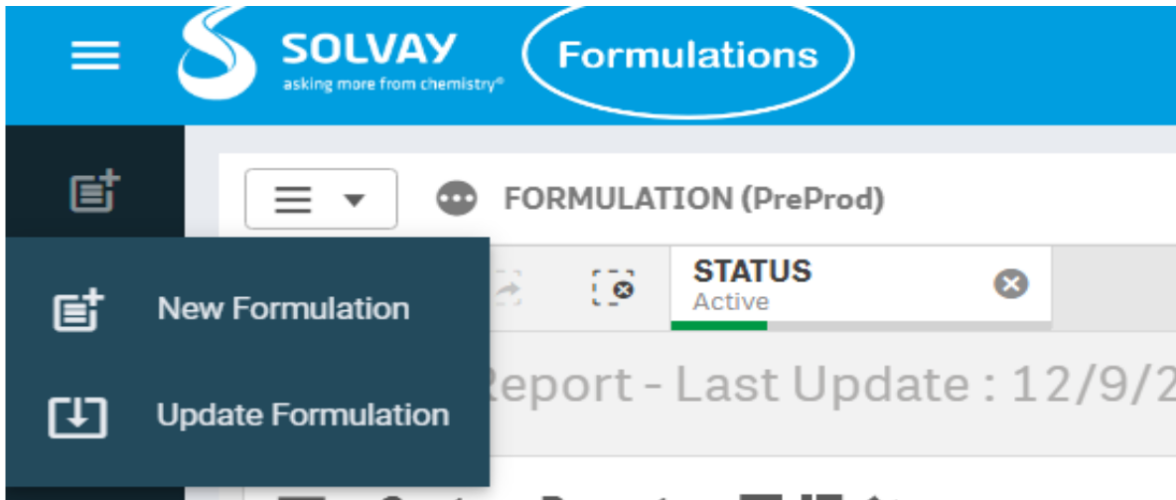 SOLVAY
asking more from chemistry®
Formulations
FORMULATION (PreProd)
STATUS
Active
New Formulation
Update Formulation
eport - Last Update : 12/9/2